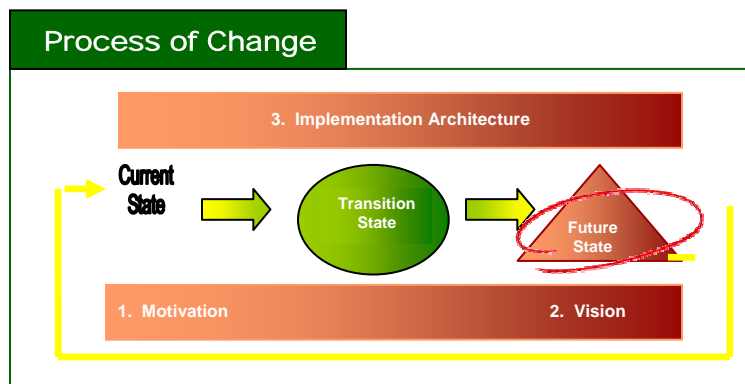 Process of Change
3. Implementation Architecture
Current
State
Transition
State
Future
State
1. Motivation
2. Vision